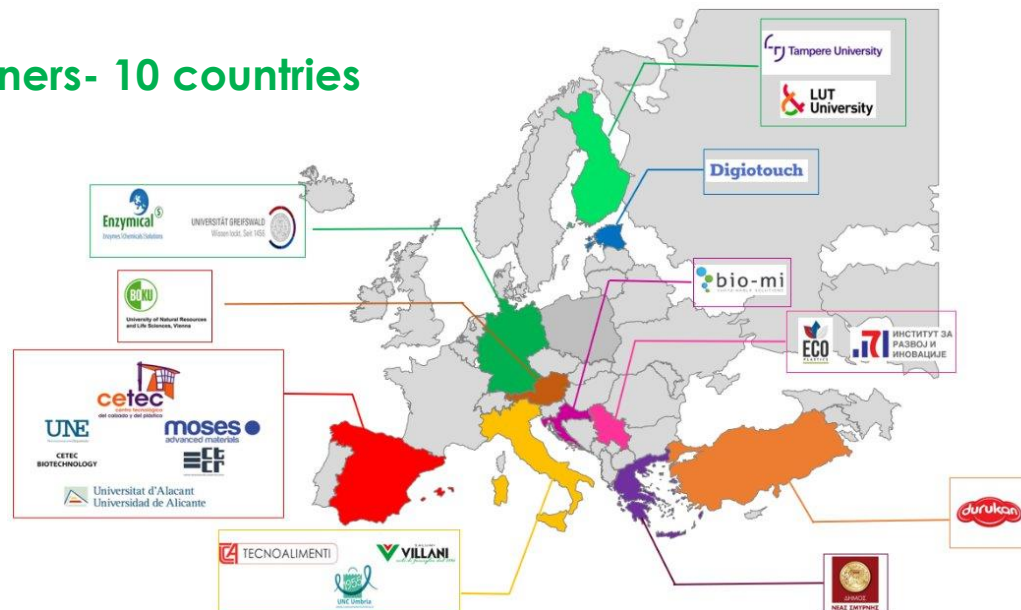 ners- 10 countries
Tampere University
LUT
University
Digiotouch
Enzymical
Enzymes|Chemicals|Solutions
UNIVERSITÄT GREIFSWALD
Wissen lockt. Seit 1456
bio-mi
BOKU
University of Natural Resources
and Life Sciences, Vienna
ECO
PLASTICS
ИНСТИТУТ ЗА
РАЗВОЈ И
ИНОВАЦИЈЕ
cetec
centro tecnológico
del calzado y del plástico
UNE
moses
advanced materials
CETEC
BIOTECHNOLOGY
CTCR
Universitat d'Alacant
Universidad de Alicante
durukan
TECNOALIMENTI
VILLANI
UNC Umbria
ΔΗΜΟΣ
ΝΕΑΣ ΣΜΥΡΝΗΣ